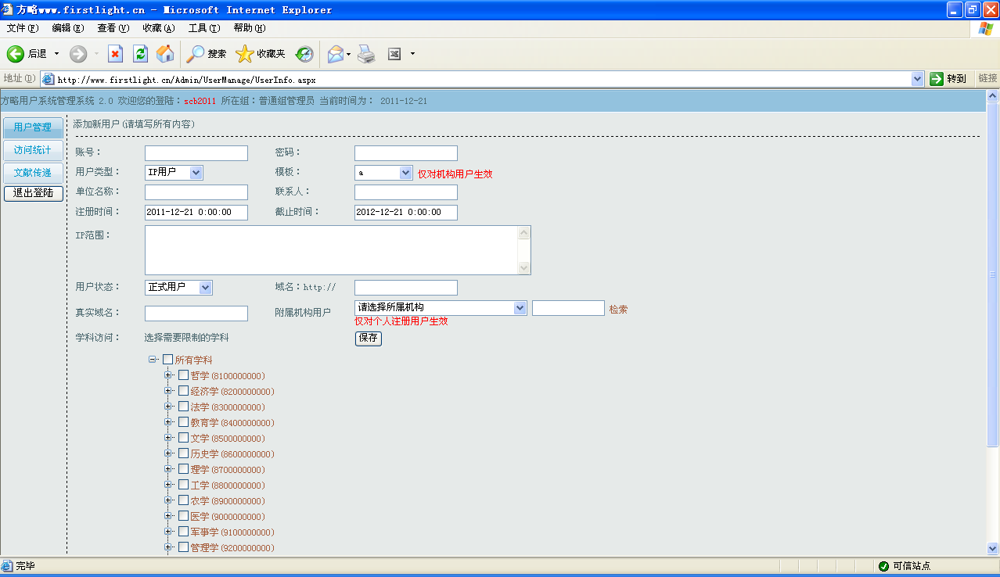 方略www.firstlight.cn - Microsoft Internet Explorer
文件(F) 编辑(E) 查看(V) 收藏(A) 工具(T) 帮助(H)
后退 搜索 收藏夹
地址(D) http://www.firstlight.cn/Admin/UserManage/UserInfo.aspx 转到 链接
方略用户系统管理系统 2.0 欢迎您的登陆：scb2011 所在组：普通组管理员 当前时间为： 2011-12-21
用户管理
访问统计
文献传递
退出登陆
添加新用户(请填写所有内容)
账号： 密码：
用户类型： IP用户 模板： a 仅对机构用户生效
单位名称： 联系人：
注册时间： 2011-12-21 0:00:00 截止时间： 2012-12-21 0:00:00
IP范围：
用户状态： 正式用户 域名：http://
真实域名： 附属机构用户 请选择所属机构 检索
仅对个人注册用户生效
学科访问： 选择需要限制的学科 保存
所有学科
哲学(8100000000)
经济学(8200000000)
法学(8300000000)
教育学(8400000000)
文学(8500000000)
历史学(8600000000)
理学(8700000000)
工学(8800000000)
农学(8900000000)
医学(9000000000)
军事学(9100000000)
管理学(9200000000)
完毕 可信站点